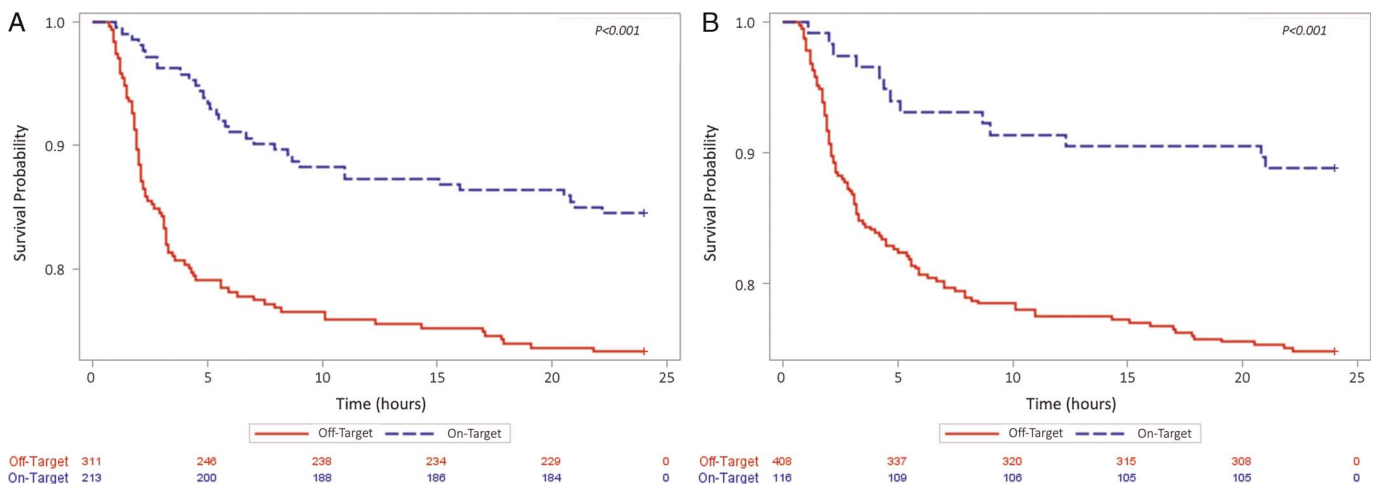 A
P<0.001
1.0
0.9
0.8
Survival Probability
0 5 10 15 20 25
Time (hours)
Off-Target On-Target
Off-Target 311 246 238 234 229 0
On-Target 213 200 188 186 184 0
B
P<0.001
1.0
0.9
0.8
Survival Probability
0 5 10 15 20 25
Time (hours)
Off-Target On-Target
Off-Target 408 337 320 315 308 0
On-Target 116 109 106 105 105 0